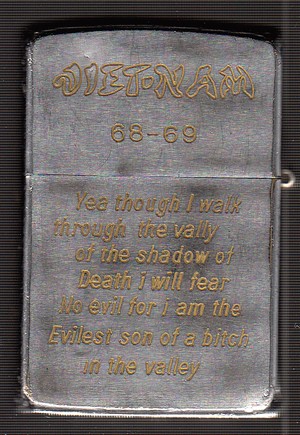 VIET-NAM
68-69
Yea though I walk
through the vally
of the shadow of
Death i will fear
No evil for i am the
Evilest son of a bitch
in the valley